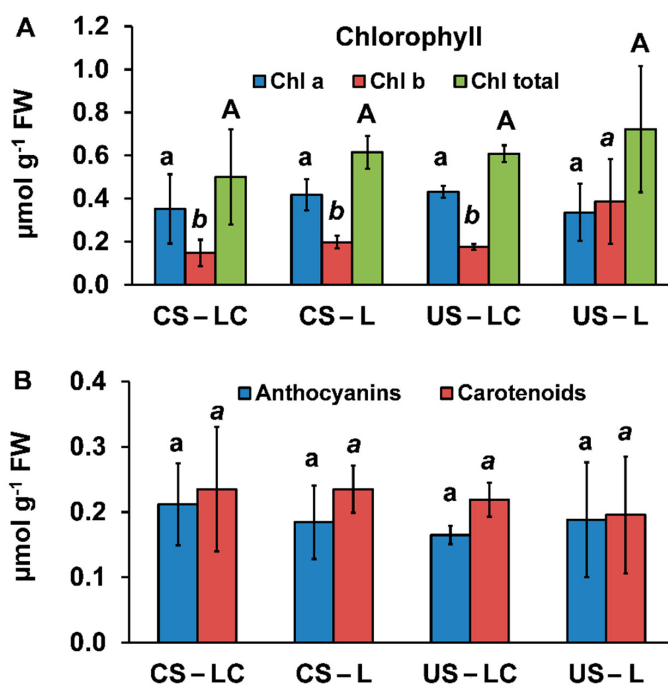 A
Chlorophyll
Chl a Chl b Chl total
µmol g⁻¹ FW
1.2
1.0
0.8
0.6
0.4
0.2
0.0
a b A
a b A
a b A
a a A
CS – LC CS – L US – LC US – L
B
Anthocyanins Carotenoids
µmol g⁻¹ FW
0.4
0.3
0.2
0.1
0.0
a a
a a
a a
a a
CS – LC CS – L US – LC US – L